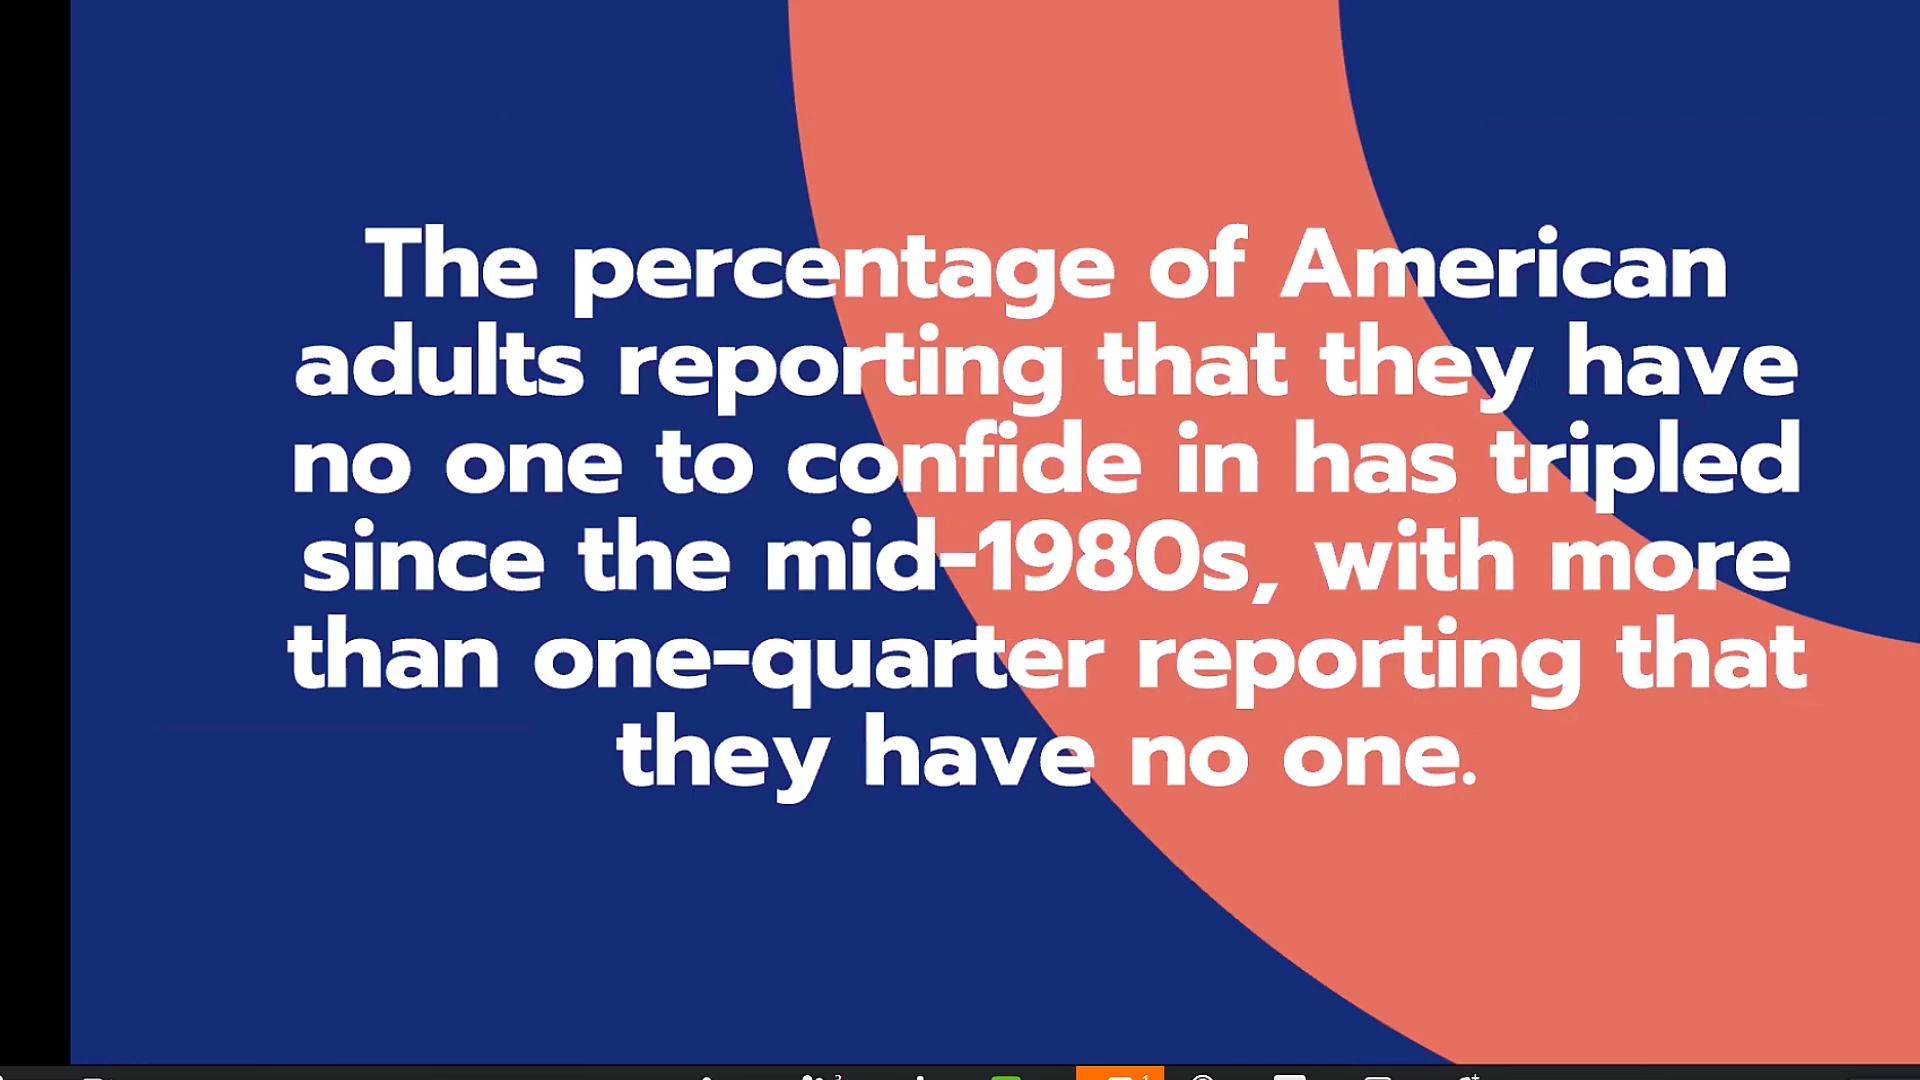 The percentage of American
adults reporting that they have
no one to confide in has tripled
since the mid-1980s, with more
than one-quarter reporting that
they have no one.